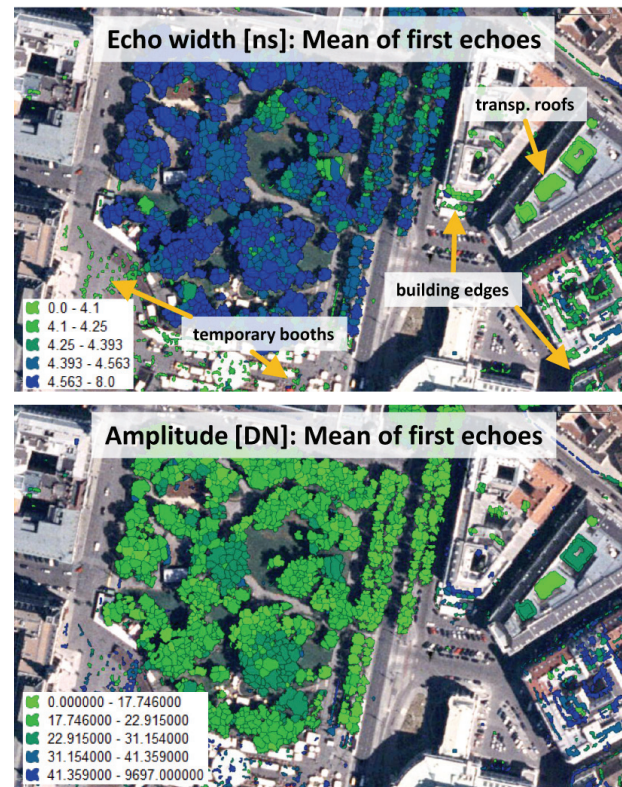 Echo width [ns]: Mean of first echoes
transp. roofs
building edges
temporary booths
0.0 - 4.1
4.1 - 4.25
4.25 - 4.393
4.393 - 4.563
4.563 - 8.0
Amplitude [DN]: Mean of first echoes
0.000000 - 17.746000
17.746000 - 22.915000
22.915000 - 31.154000
31.154000 - 41.359000
41.359000 - 9697.000000